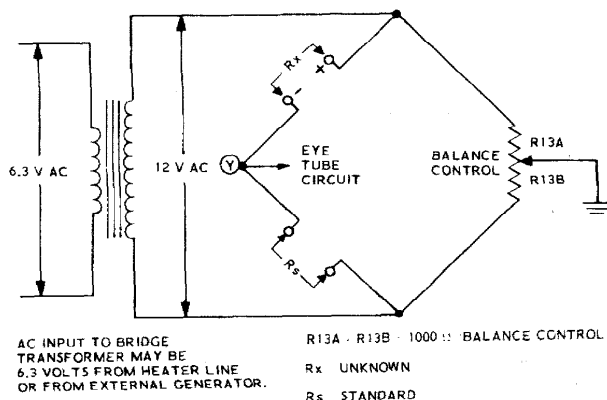 Rx
+
-
R13A
6.3 V AC
12 V AC
Y
EYE
TUBE
CIRCUIT
BALANCE
CONTROL
R13B
Rs
AC INPUT TO BRIDGE
TRANSFORMER MAY BE
6.3 VOLTS FROM HEATER LINE
OR FROM EXTERNAL GENERATOR.
R13A - R13B - 1000 Ω BALANCE CONTROL
Rx UNKNOWN
Rs STANDARD